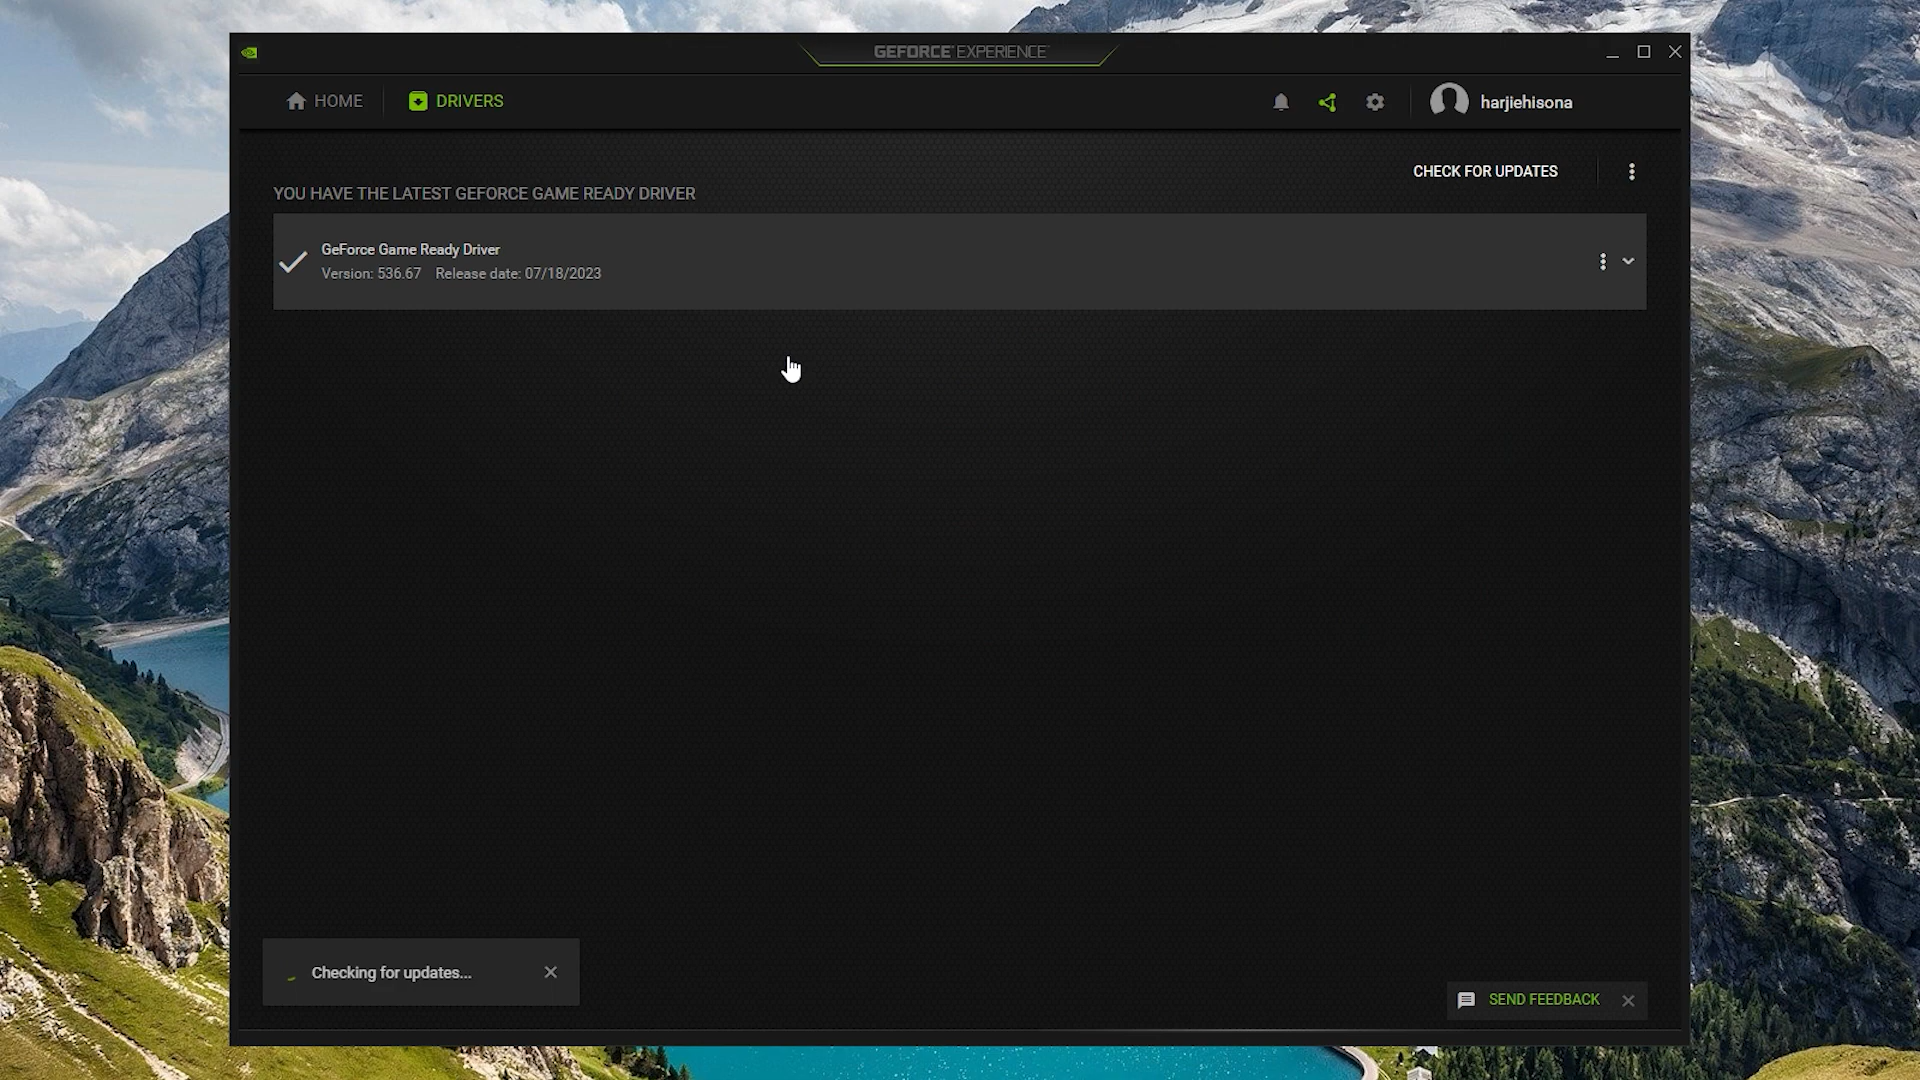 GEFORCE EXPERIENCE
HOME
DRIVERS
harjiehisona
CHECK FOR UPDATES
YOU HAVE THE LATEST GEFORCE GAME READY DRIVER
GeForce Game Ready Driver
Version: 536.67 Release date: 07/18/2023
Checking for updates...
SEND FEEDBACK